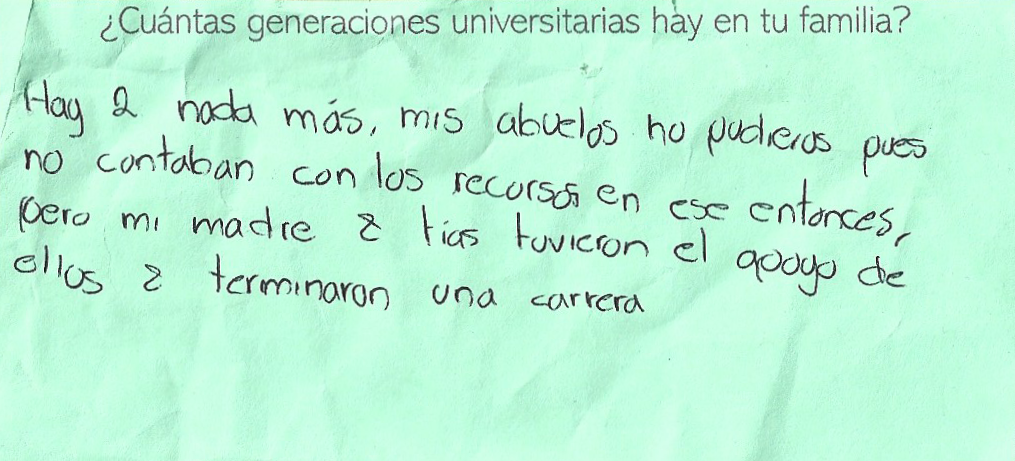 ¿Cuántas generaciones universitarias hay en tu familia?
Hay 2 nada más, mis abuelos no pudieros pues
no contaban con los recursos en ese entonces,
pero mi madre & tías tuvieron el apoyo de
ellos & terminaron una carrera